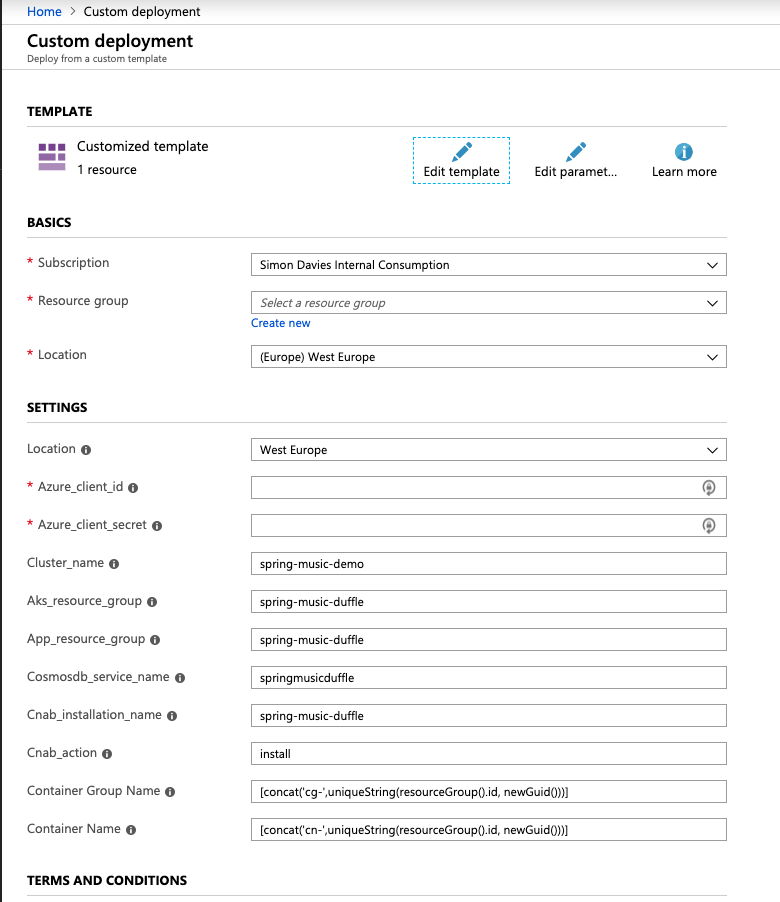 Home > Custom deployment
Custom deployment
Deploy from a custom template
TEMPLATE
Customized template
1 resource
Edit template
Edit paramet...
Learn more
BASICS
* Subscription
Simon Davies Internal Consumption
* Resource group
Select a resource group
Create new
* Location
(Europe) West Europe
SETTINGS
Location
West Europe
* Azure_client_id
* Azure_client_secret
Cluster_name
spring-music-demo
Aks_resource_group
spring-music-duffle
App_resource_group
spring-music-duffle
Cosmosdb_service_name
springmusicduffle
Cnab_installation_name
spring-music-duffle
Cnab_action
install
Container Group Name
[concat('cg-',uniqueString(resourceGroup().id, newGuid()))]
Container Name
[concat('cn-',uniqueString(resourceGroup().id, newGuid()))]
TERMS AND CONDITIONS